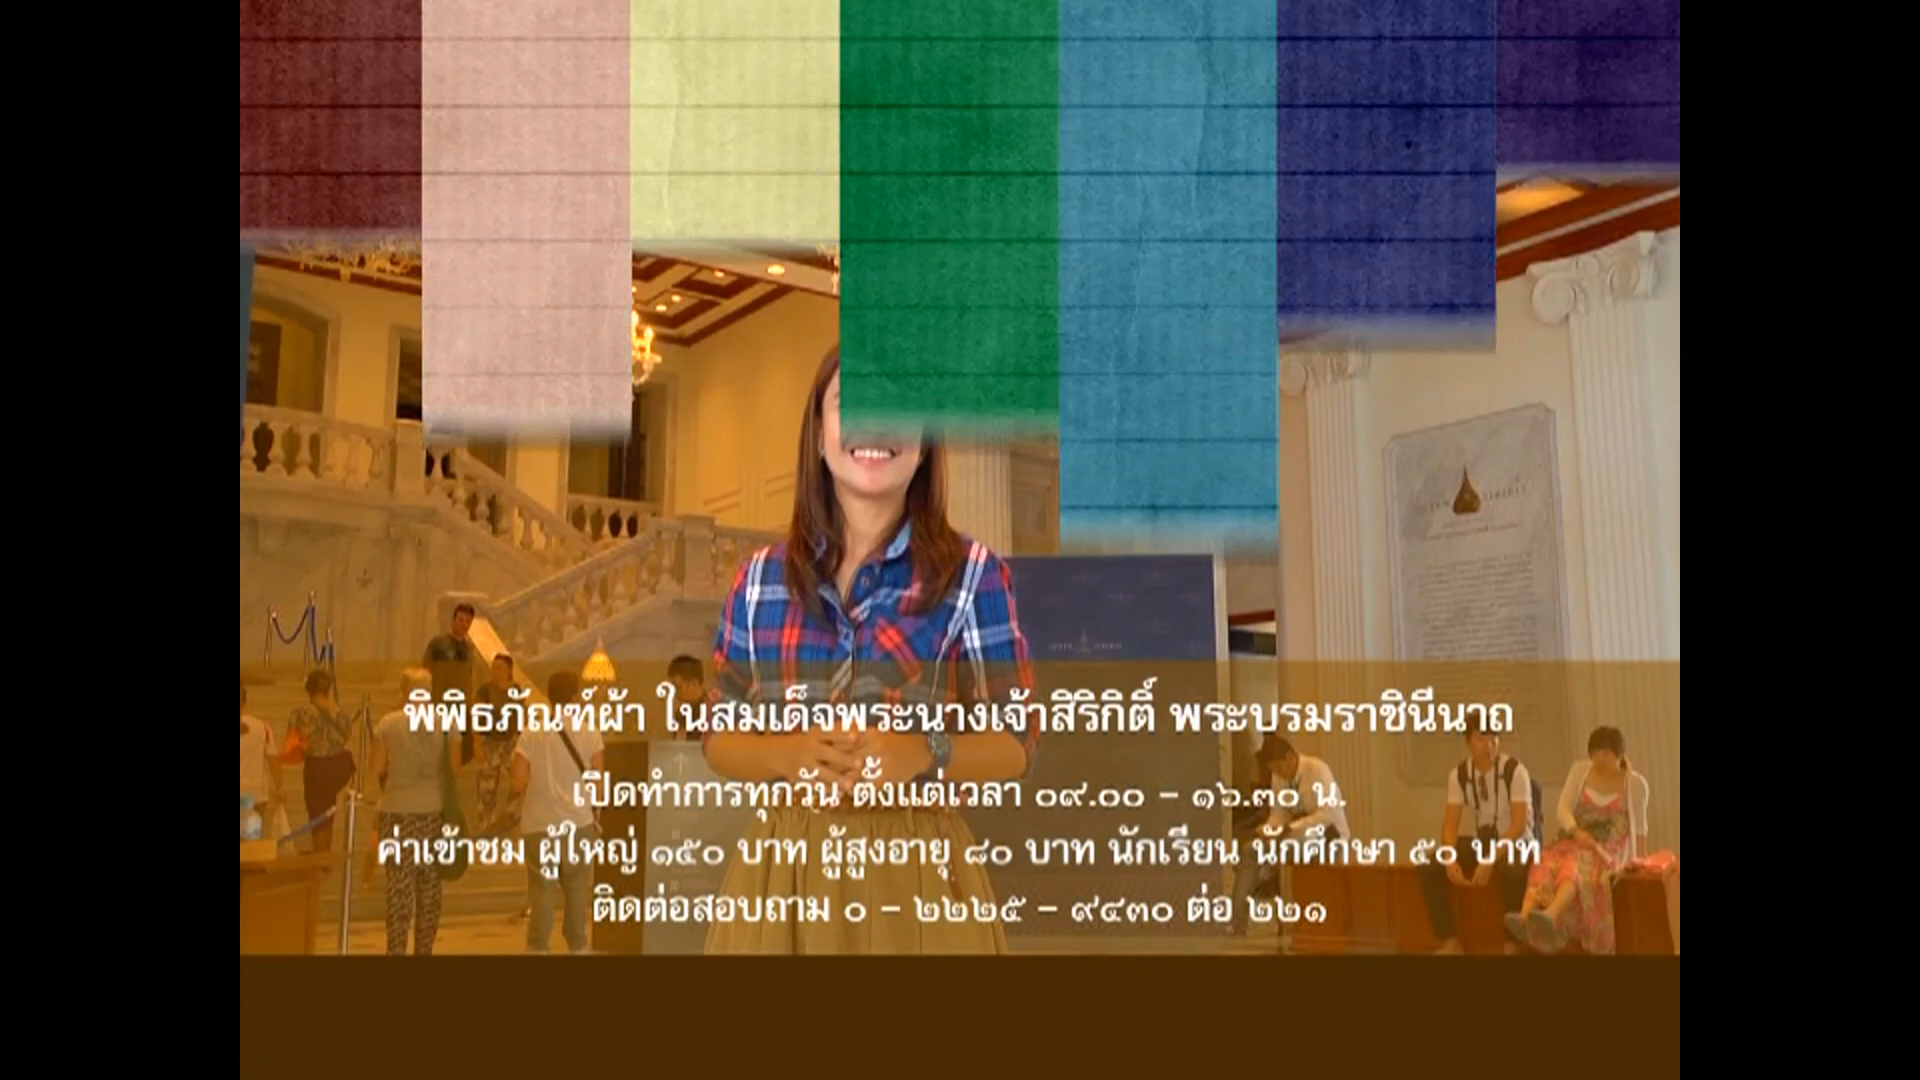 พิพิธภัณฑ์ผ้า ในสมเด็จพระนางเจ้าสิริกิติ์ พระบรมราชินีนาถ
เปิดทำการทุกวัน ตั้งแต่เวลา ๐๙.๐๐ – ๑๖.๓๐ น.
ค่าเข้าชม ผู้ใหญ่ ๑๕๐ บาท ผู้สูงอายุ ๘๐ บาท นักเรียน นักศึกษา ๕๐ บาท
ติดต่อสอบถาม ๐ – ๒๒๒๕ – ๙๔๓๐ ต่อ ๒๒๑